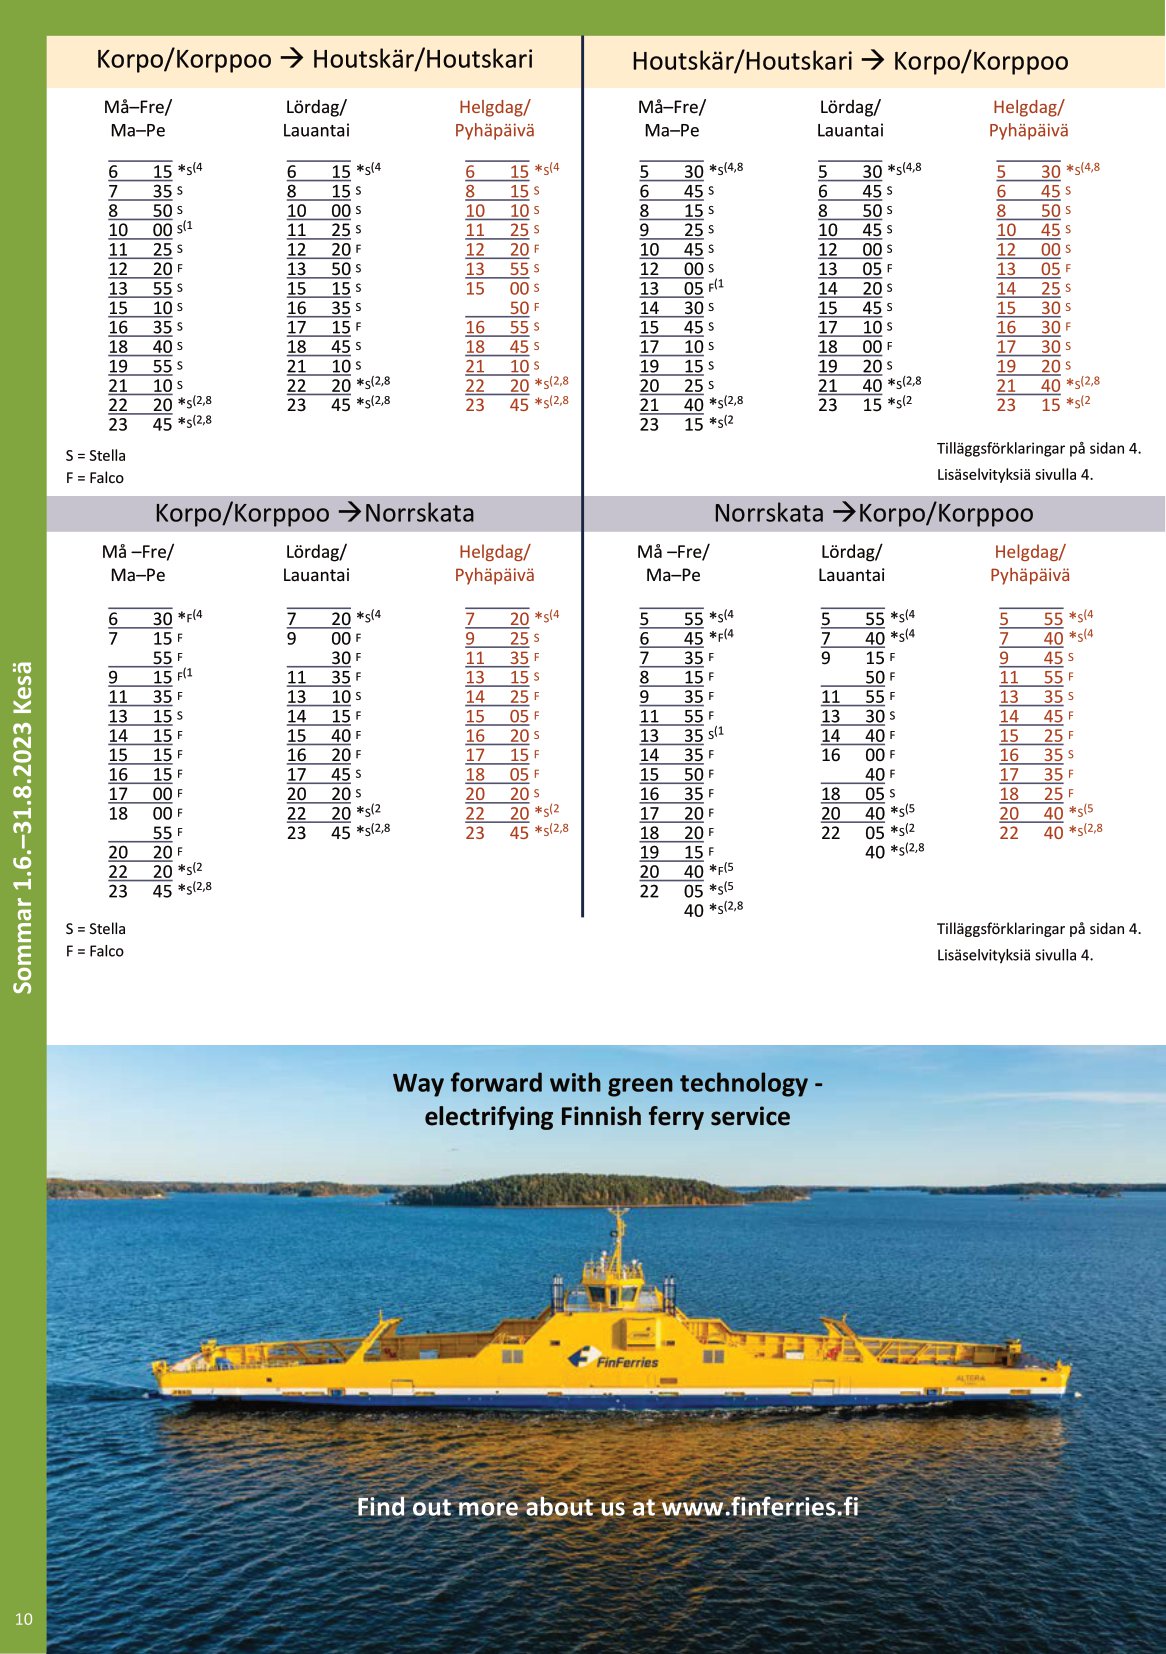 Korpo/Korppoo → Houtskär/Houtskari
Må–Fre/ Lördag/ Helgdag/
Ma–Pe Lauantai Pyhäpäivä
6 15 *S(4 6 15 *S(4 6 15 *S(4
7 35 S 8 15 S 8 15 S
8 50 S 10 00 S 10 10 S
10 00 S(1 11 25 S 11 25 S
11 25 S 12 20 F 12 20 F
12 20 F 13 50 S 13 55 S
13 55 S 15 15 S 15 00 S
15 10 S 16 35 S 50 F
16 35 S 17 15 F 16 55 S
18 40 S 18 45 S 18 45 S
19 55 S 21 10 S 21 10 S
21 10 S 22 20 *S(2,8 22 20 *S(2,8
22 20 *S(2,8 23 45 *S(2,8 23 45 *S(2,8
23 45 *S(2,8
S = Stella
F = Falco
Houtskär/Houtskari → Korpo/Korppoo
Må–Fre/ Lördag/ Helgdag/
Ma–Pe Lauantai Pyhäpäivä
5 30 *S(4,8 5 30 *S(4,8 5 30 *S(4,8
6 45 S 6 45 S 6 45 S
8 15 S 8 50 S 8 50 S
9 25 S 10 45 S 10 45 S
10 45 S 12 00 S 12 00 S
12 00 S 13 05 F 13 05 F
13 05 F(1 14 20 S 14 25 S
14 30 S 15 45 S 15 30 S
15 45 S 17 10 S 16 30 F
17 10 S 18 00 F 17 30 S
19 15 S 19 20 S 19 20 S
20 25 S 21 40 *S(2,8 21 40 *S(2,8
21 40 *S(2,8 23 15 *S(2 23 15 *S(2
23 15 *S(2
Tilläggsförklaringar på sidan 4.
Lisäselvityksiä sivulla 4.
Korpo/Korppoo →Norrskata
Må –Fre/ Lördag/ Helgdag/
Ma–Pe Lauantai Pyhäpäivä
6 30 *F(4 7 20 *S(4 7 20 *S(4
7 15 F 9 00 F 9 25 S
55 F 30 F 11 35 F
9 15 F(1 11 35 F 13 15 S
11 35 F 13 10 S 14 25 F
13 15 S 14 15 F 15 05 F
14 15 F 15 40 F 16 20 S
15 15 F 16 20 F 17 15 F
16 15 F 17 45 S 18 05 F
17 00 F 20 20 S 20 20 S
18 00 F 22 20 *S(2 22 20 *S(2
55 F 23 45 *S(2,8 23 45 *S(2,8
20 20 F
22 20 *S(2
23 45 *S(2,8
S = Stella
F = Falco
Norrskata →Korpo/Korppoo
Må –Fre/ Lördag/ Helgdag/
Ma–Pe Lauantai Pyhäpäivä
5 55 *S(4 5 55 *S(4 5 55 *S(4
6 45 *F(4 7 40 *S(4 7 40 *S(4
7 35 F 9 15 F 9 45 S
8 15 F 50 F 11 55 F
9 35 F 11 55 F 13 35 S
11 55 F 13 30 S 14 45 F
13 35 S(1 14 40 F 15 25 F
14 35 F 16 00 F 16 35 S
15 50 F 40 F 17 35 F
16 35 F 18 05 S 18 25 F
17 20 F 20 40 *S(5 20 40 *S(5
18 20 F 22 05 *S(2 22 40 *S(2,8
19 15 F 40 *S(2,8
20 40 *F(5
22 05 *S(5
40 *S(2,8
Tilläggsförklaringar på sidan 4.
Lisäselvityksiä sivulla 4.
Sommar 1.6.–31.8.2023 Kesä
Way forward with green technology -
electrifying Finnish ferry service
FinFerries
ALTERA
Find out more about us at www.finferries.fi
10